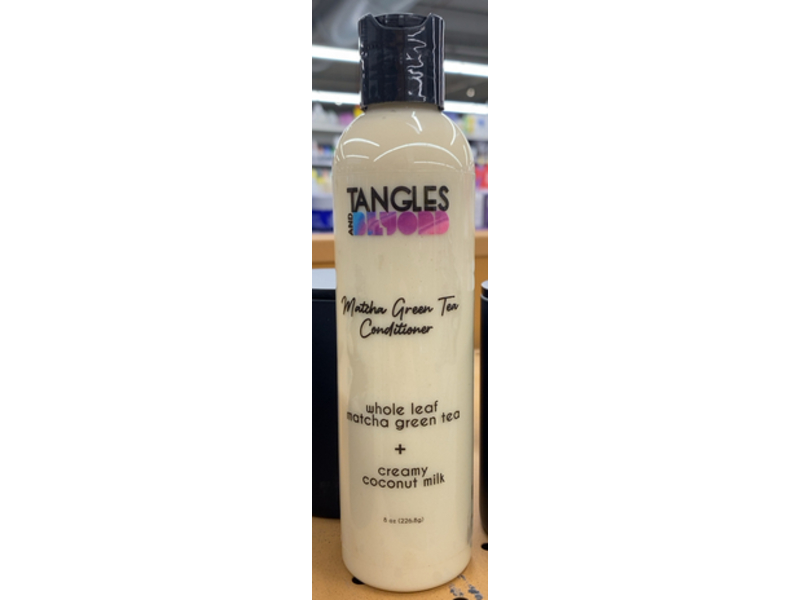 TANGLES
AND BEYOND
Matcha Green Tea
Conditioner
whole leaf
matcha green tea
+
creamy
coconut milk
8 oz (226.8g)